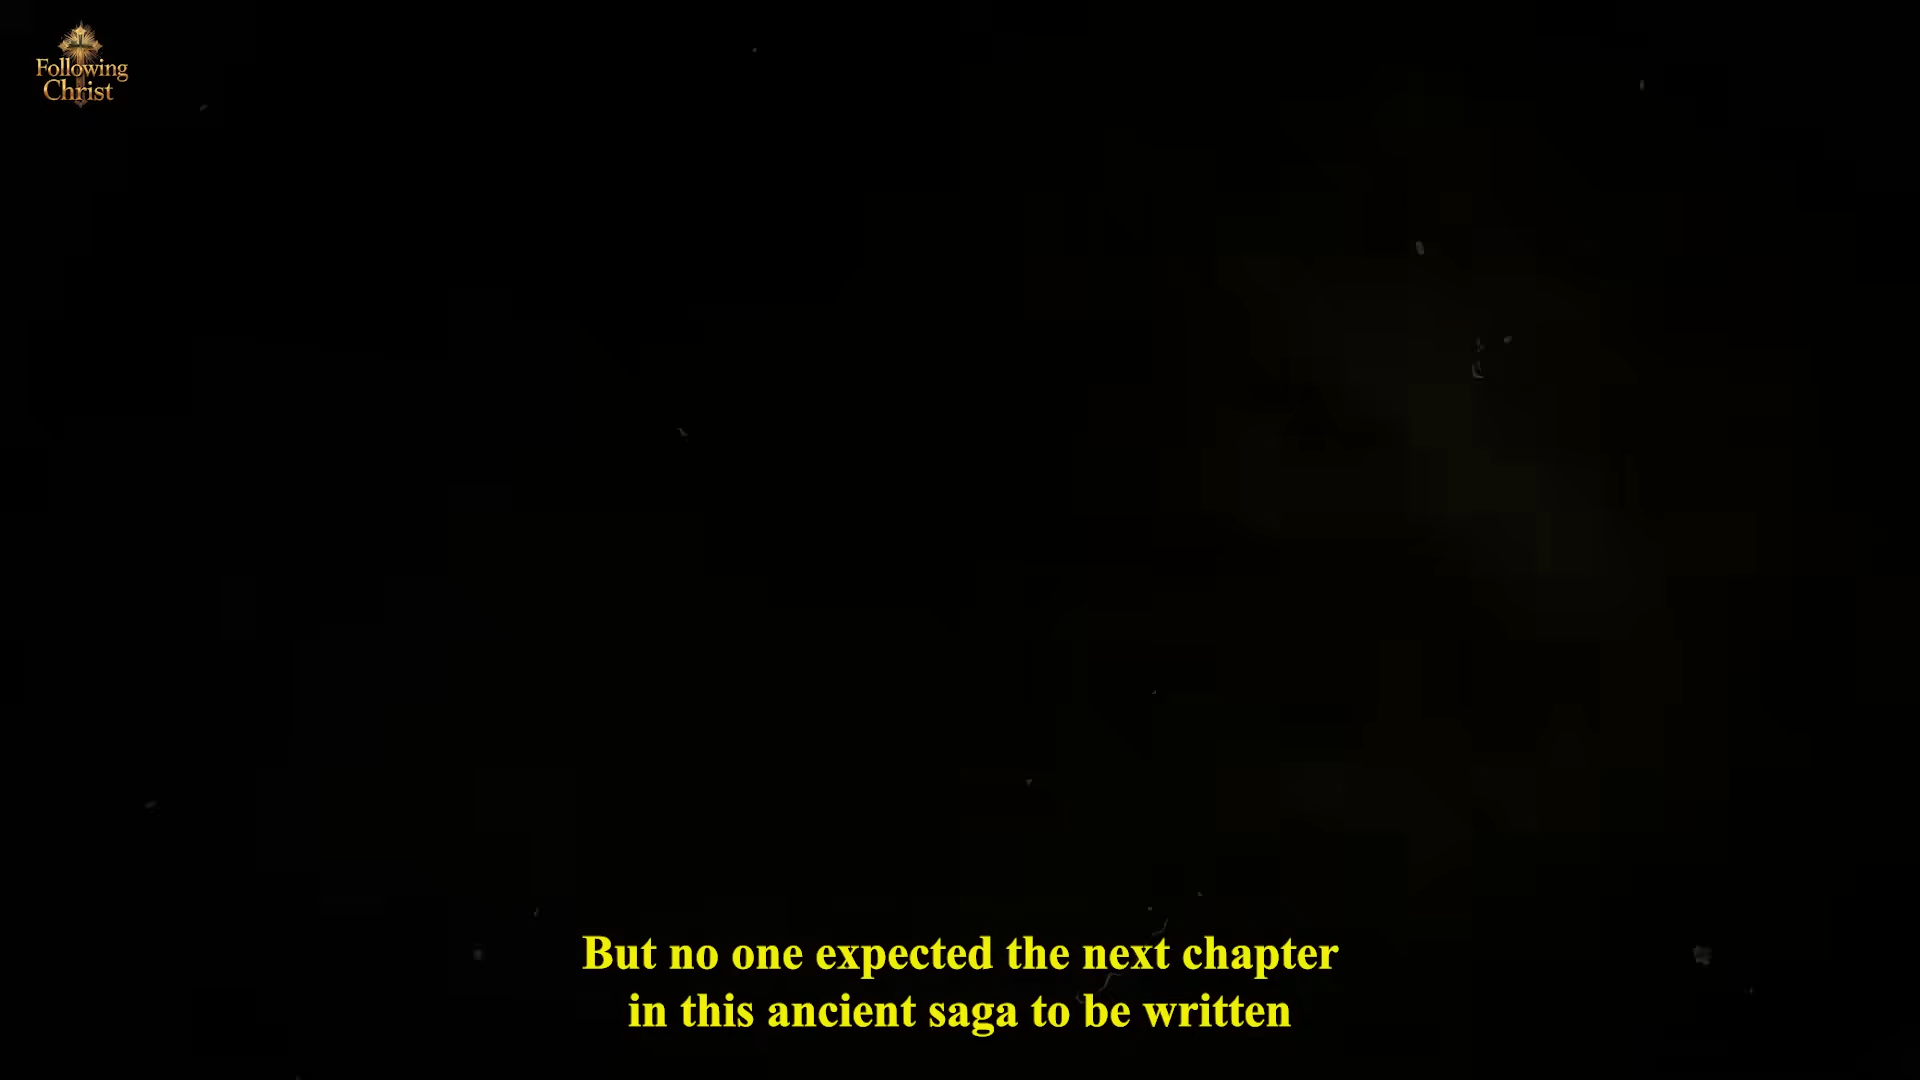 Following
Christ
But no one expected the next chapter
in this ancient saga to be written